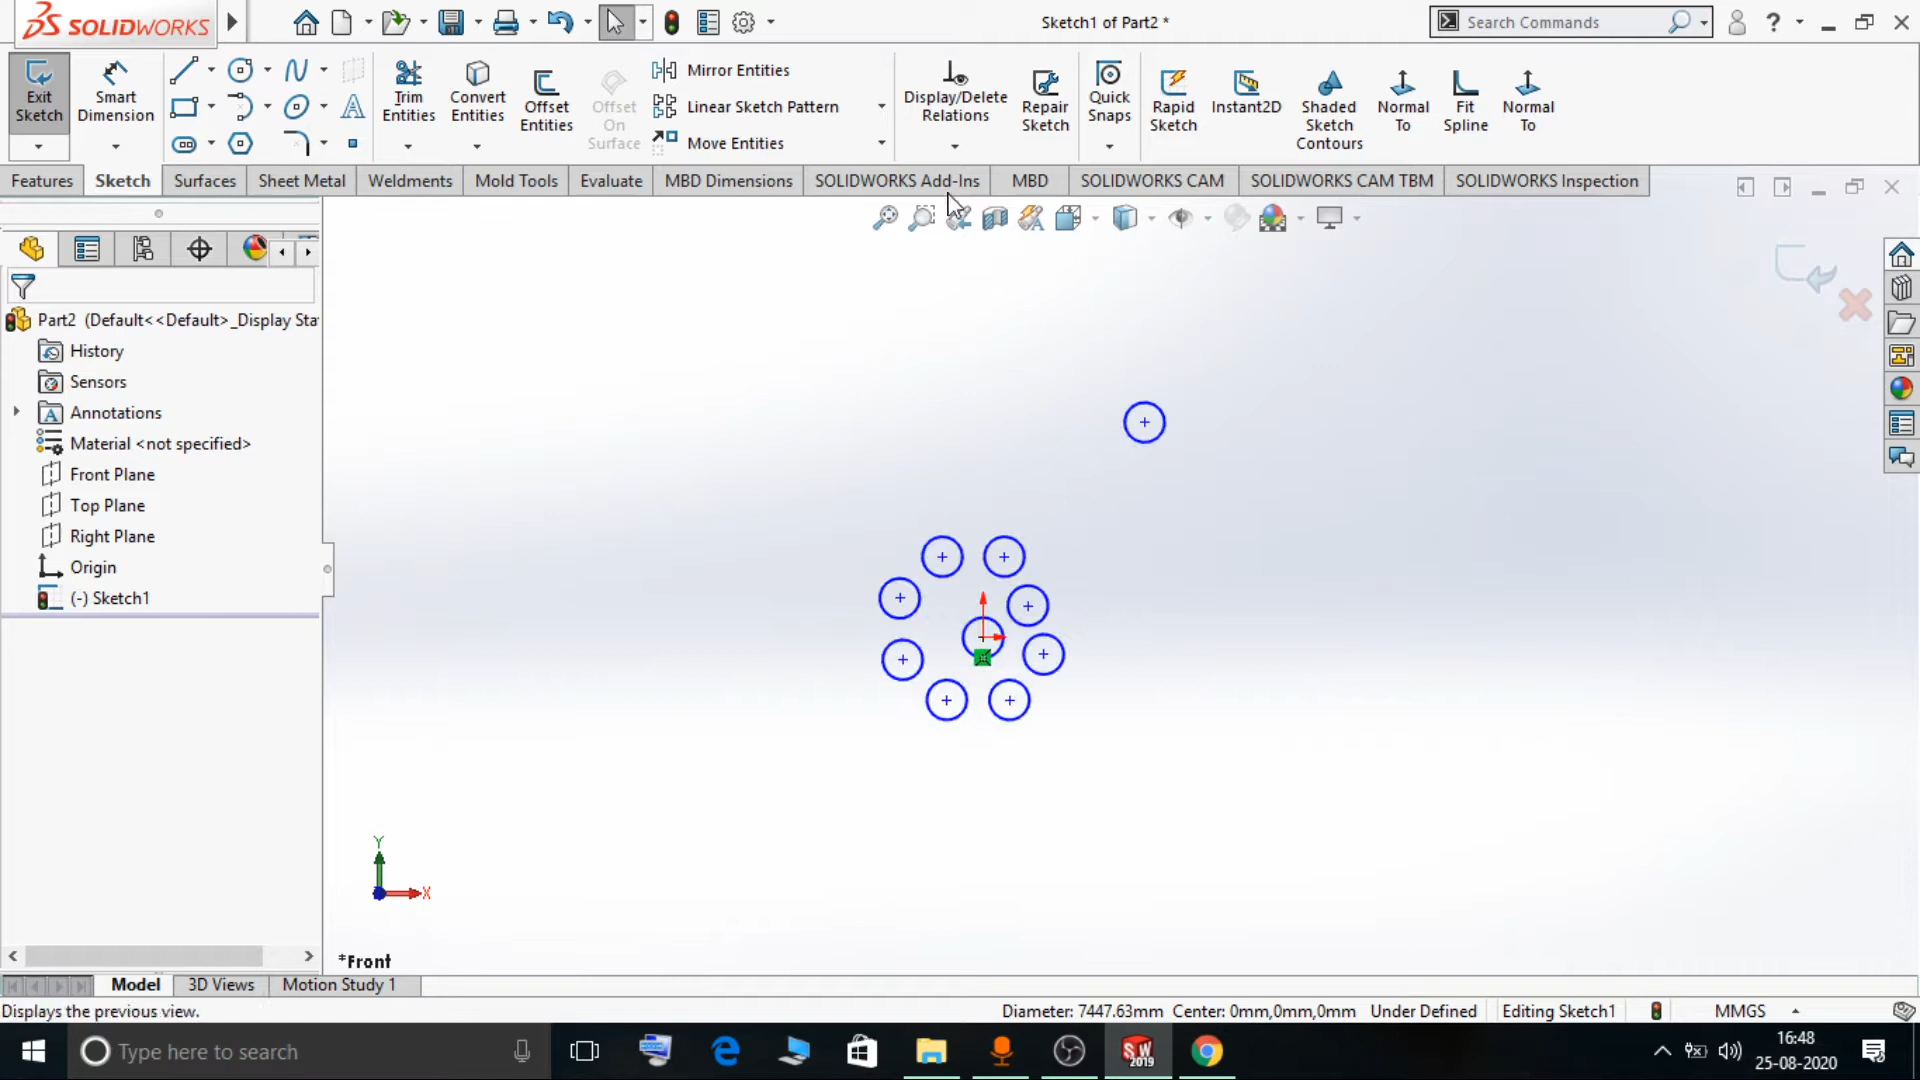 SOLIDWORKS
Sketch1 of Part2 *
Search Commands
Exit Sketch
Smart Dimension
Trim Entities
Convert Entities
Offset Entities
Offset On Surface
Mirror Entities
Linear Sketch Pattern
Move Entities
Display/Delete Relations
Repair Sketch
Quick Snaps
Rapid Sketch
Instant2D
Shaded Sketch Contours
Normal To
Fit Spline
Normal To
Features
Sketch
Surfaces
Sheet Metal
Weldments
Mold Tools
Evaluate
MBD Dimensions
SOLIDWORKS Add-Ins
MBD
SOLIDWORKS CAM
SOLIDWORKS CAM TBM
SOLIDWORKS Inspection
Part2 (Default<<Default>_Display Sta
History
Sensors
Annotations
Material <not specified>
Front Plane
Top Plane
Right Plane
Origin
(-) Sketch1
Y
X
*Front
Model
3D Views
Motion Study 1
Displays the previous view.
Diameter: 7447.63mm Center: 0mm,0mm,0mm
Under Defined
Editing Sketch1
MMGS
Type here to search
SW
2019
16:48
25-08-2020